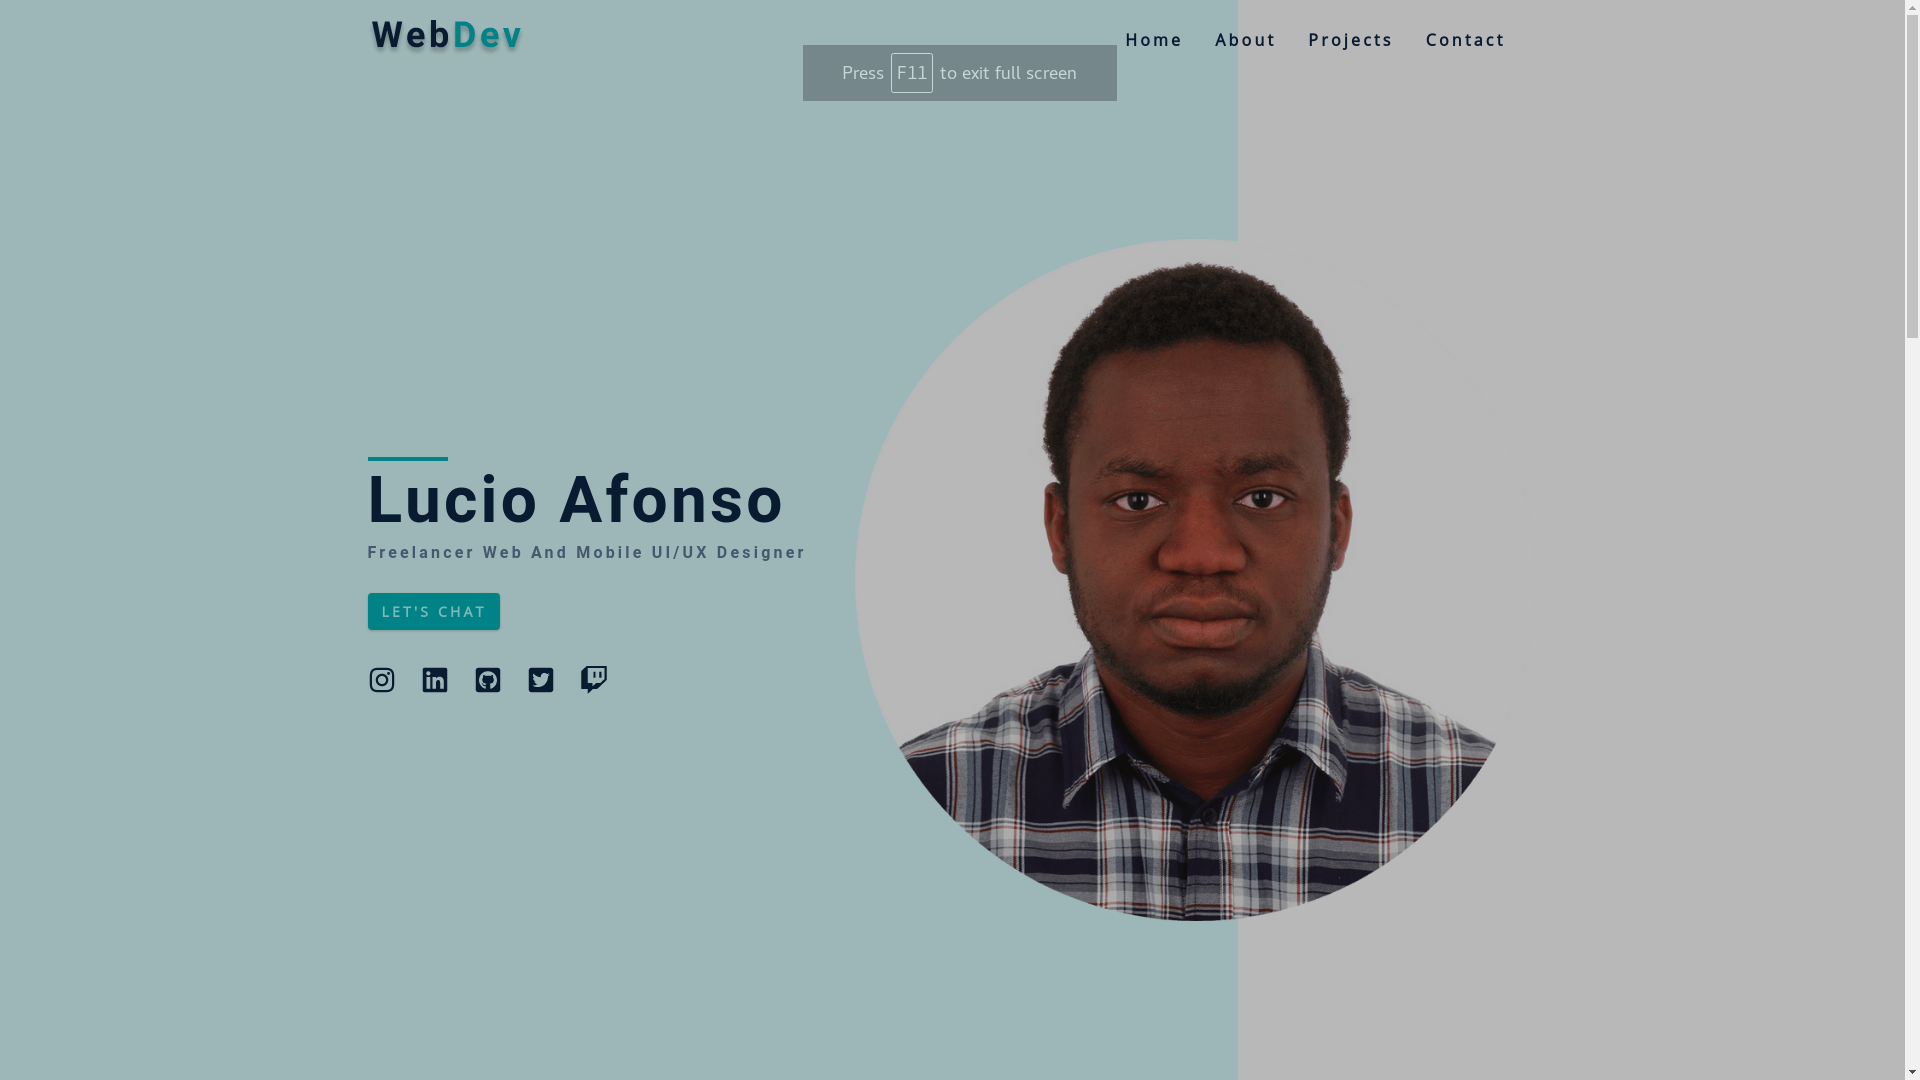 WebDev
Home About Projects Contact
Press F11 to exit full screen
Lucio Afonso
Freelancer Web And Mobile UI/UX Designer
LET'S CHAT